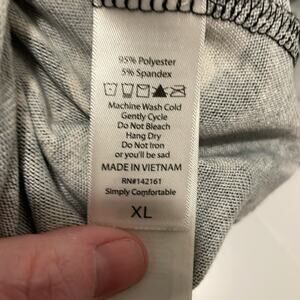 95% Polyester
5% Spandex
Machine Wash Cold
Gently Cycle
Do Not Bleach
Hang Dry
Do Not Iron
or you'll be sad
MADE IN VIETNAM
RN#142161
Simply Comfortable
XL